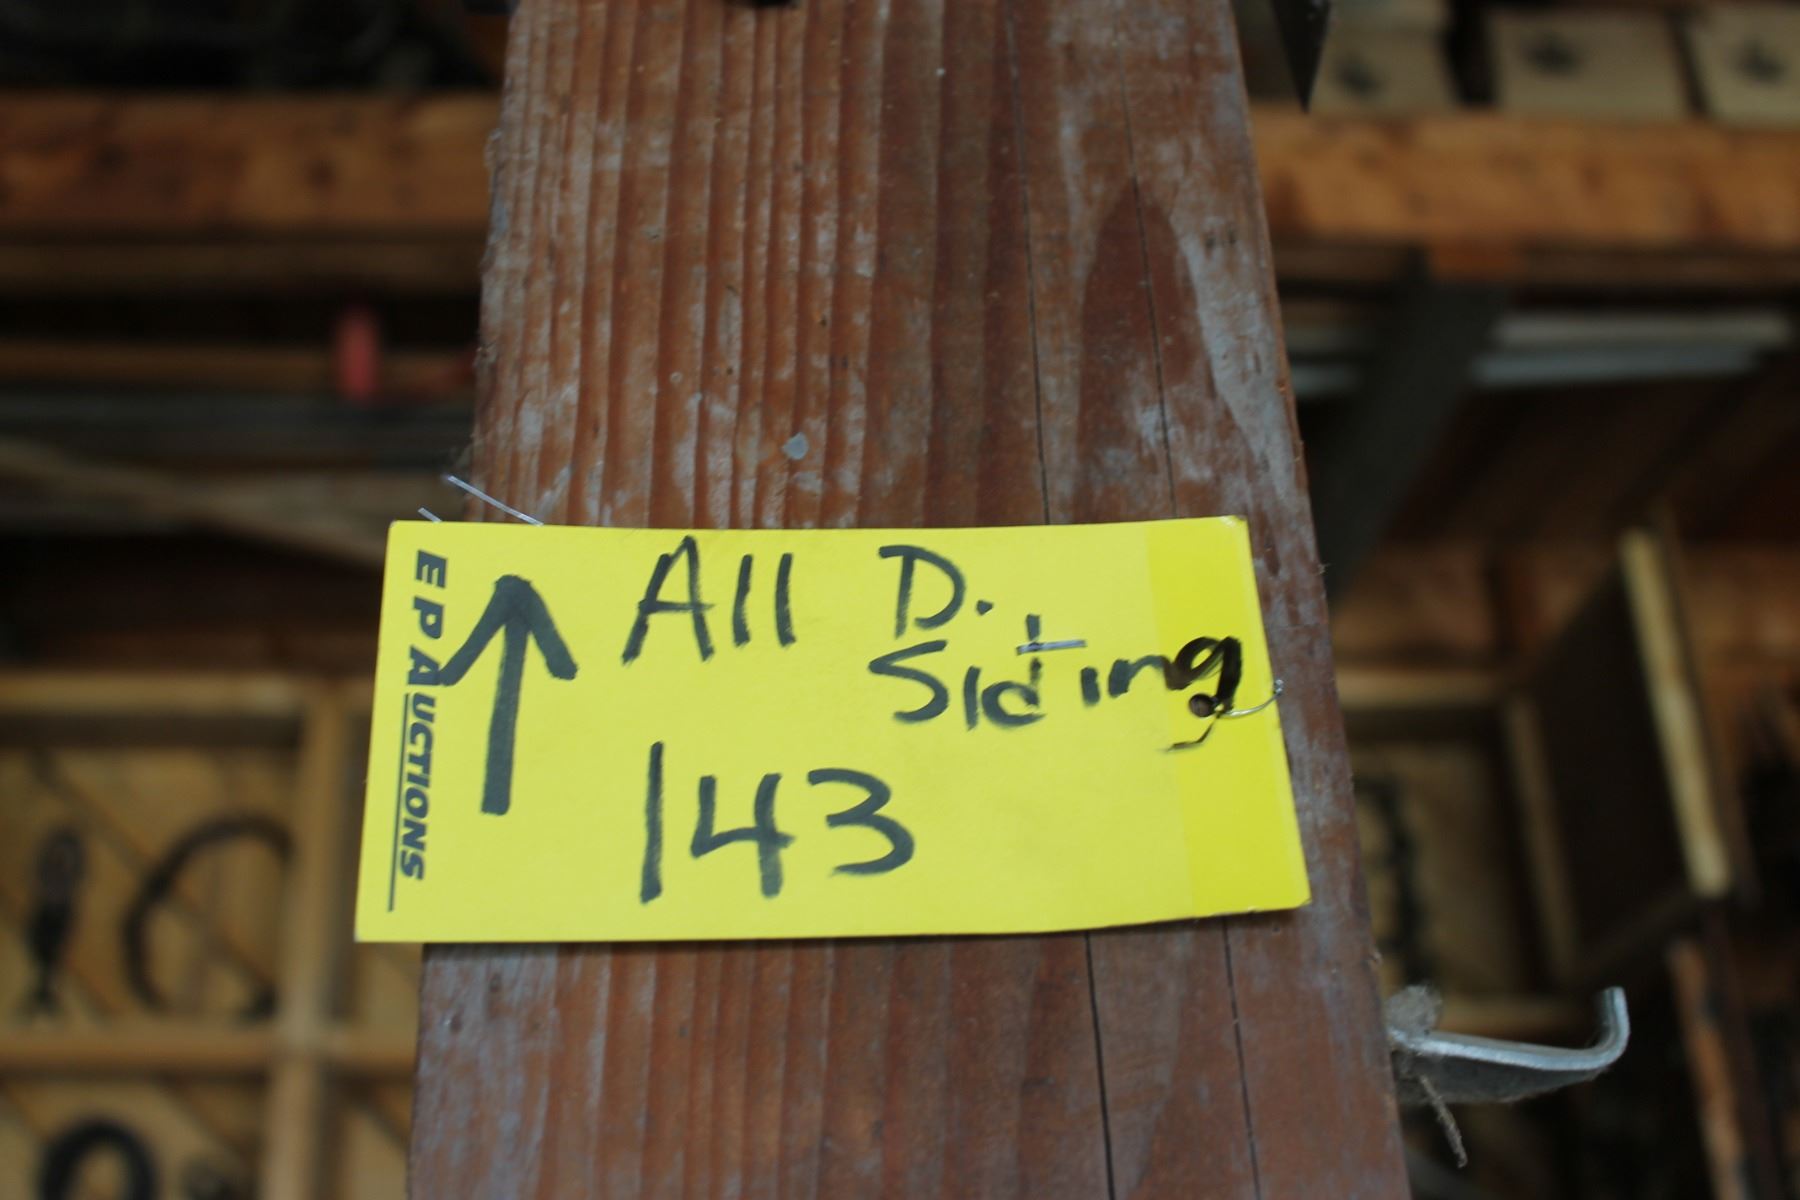 EP AUCTIONS
↑ All D.
Siding
143